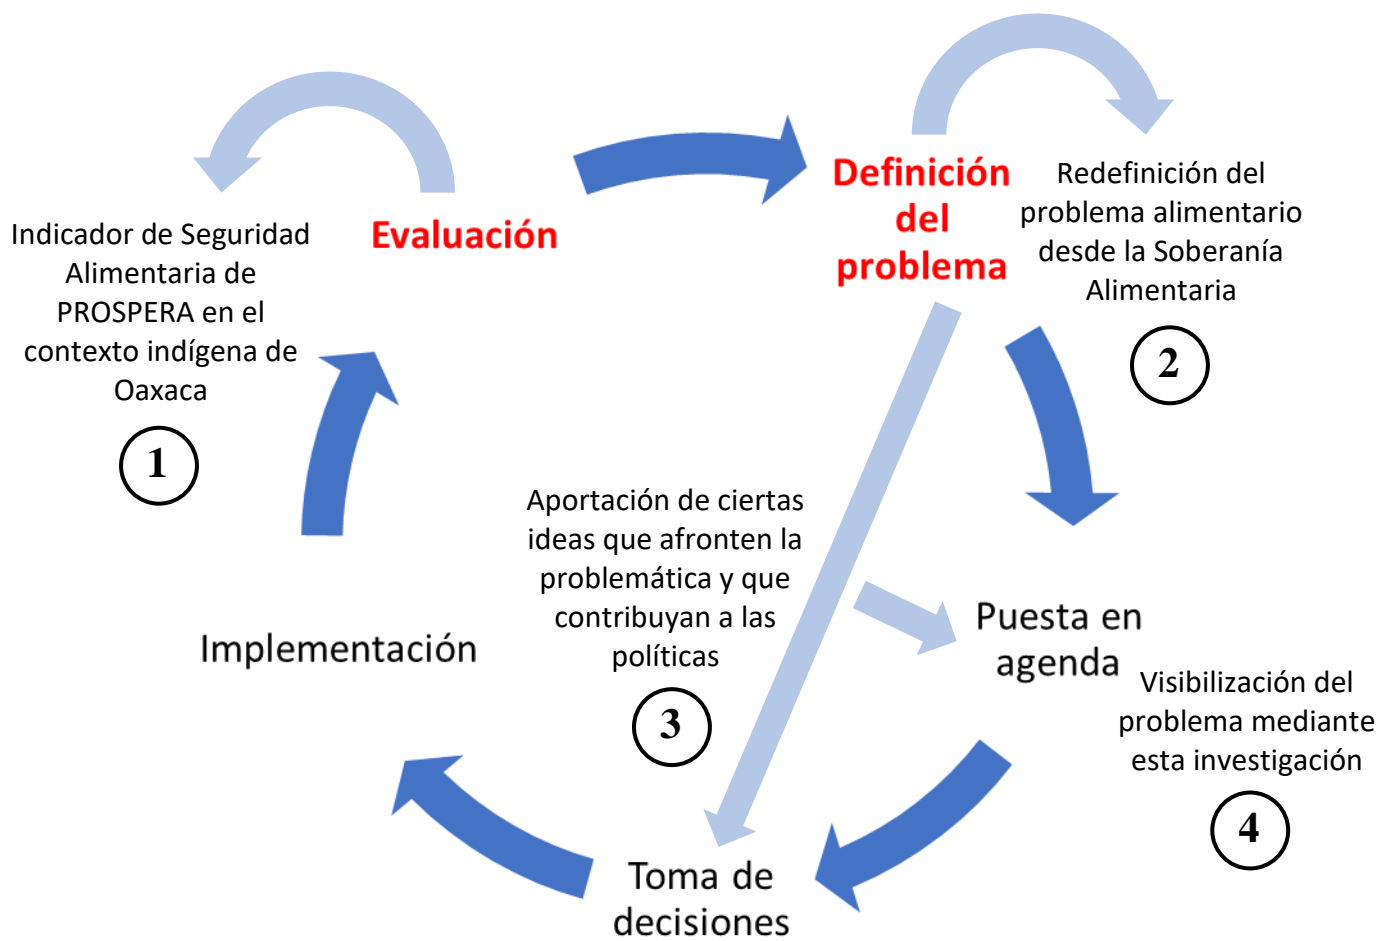 Definición
del
problema
Redefinición del
problema alimentario
desde la Soberanía
Alimentaria
2
Evaluación
Indicador de Seguridad
Alimentaria de
PROSPERA en el
contexto indígena de
Oaxaca
1
Aportación de ciertas
ideas que afronten la
problemática y que
contribuyan a las
políticas
3
Puesta en
agenda
Visibilización del
problema mediante
esta investigación
4
Implementación
Toma de
decisiones